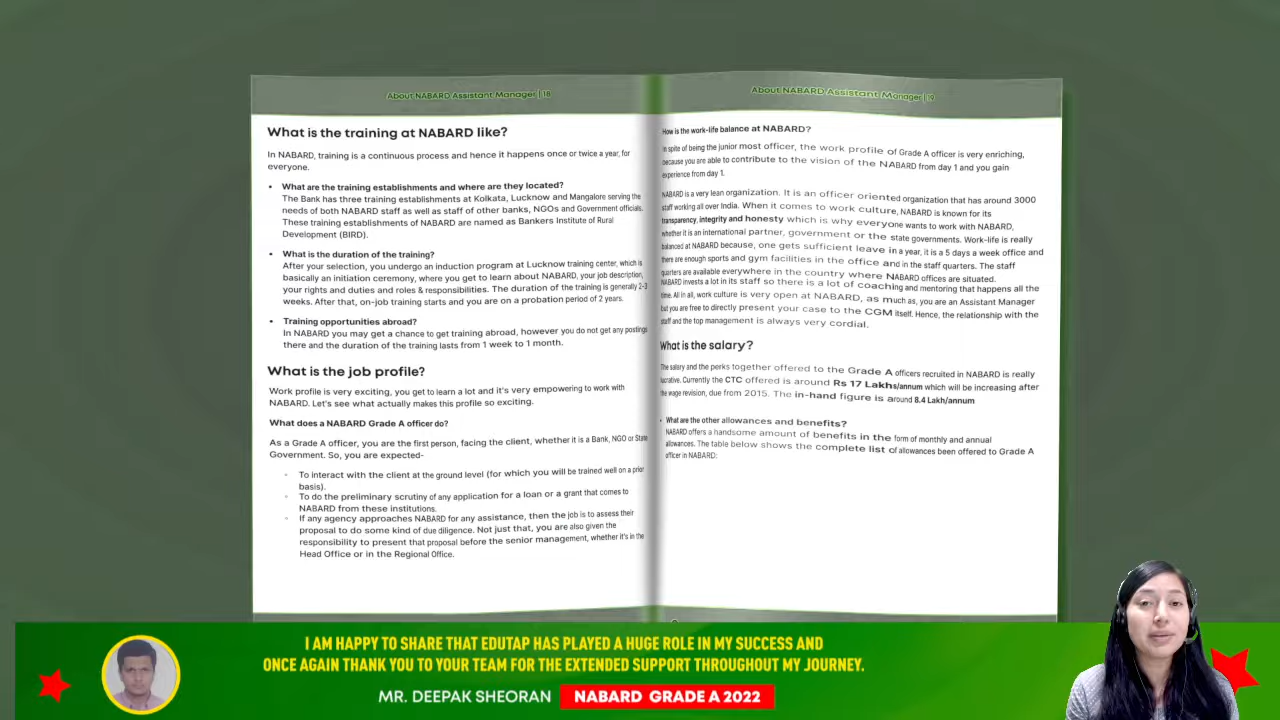 About NABARD Assistant Manager | 18
What is the training at NABARD like?
In NABARD, training is a continuous process and hence it happens once or twice a year, for
everyone.
• What are the training establishments and where are they located?
The Bank has three training establishments at Kolkata, Lucknow and Mangalore serving the
needs of both NABARD staff as well as staff of other banks, NGOs and Government officials.
These training establishments of NABARD are named as Bankers Institute of Rural
Development (BIRD).
• What is the duration of the training?
After your selection, you undergo an induction program at Lucknow training center, which is
basically an initiation ceremony, where you get to learn about NABARD, your job description,
your rights and duties and roles & responsibilities. The duration of the training is generally 2-3
weeks. After that, on-job training starts and you are on a probation period of 2 years.
• Training opportunities abroad?
In NABARD you may get a chance to get training abroad, however you do not get any postings
there and the duration of the training lasts from 1 week to 1 month.
What is the job profile?
Work profile is very exciting, you get to learn a lot and it's very empowering to work with
NABARD. Let's see what actually makes this profile so exciting.
What does a NABARD Grade A officer do?
As a Grade A officer, you are the first person, facing the client, whether it is a Bank, NGO or State
Government. So, you are expected-
◦ To interact with the client at the ground level (for which you will be trained well on a prior
basis).
◦ To do the preliminary scrutiny of any application for a loan or a grant that comes to
NABARD from these institutions.
◦ If any agency approaches NABARD for any assistance, then the job is to assess their
proposal to do some kind of due diligence. Not just that, you are also given the
responsibility to present that proposal before the senior management, whether it's in the
Head Office or in the Regional Office.
About NABARD Assistant Manager | 19
How is the work-life balance at NABARD?
In spite of being the junior most officer, the work profile of Grade A officer is very enriching,
because you are able to contribute to the vision of the NABARD from day 1 and you gain
experience from day 1.
NABARD is a very lean organization. It is an officer oriented organization that has around 3000
staff working all over India. When it comes to work culture, NABARD is known for its
transparency, integrity and honesty which is why everyone wants to work with NABARD,
whether it is an international partner, government or the state governments. Work-life is really
balanced at NABARD because, one gets sufficient leave in a year, it is a 5 days a week office and
there are enough sports and gym facilities in the office and in the staff quarters. The staff
quarters are available everywhere in the country where NABARD offices are situated.
NABARD invests a lot in its staff so there is a lot of coaching and mentoring that happens all the
time. All in all, work culture is very open at NABARD, as much as, you are an Assistant Manager
but you are free to directly present your case to the CGM itself. Hence, the relationship with the
staff and the top management is always very cordial.
What is the salary?
The salary and the perks together offered to the Grade A officers recruited in NABARD is really
lucrative. Currently the CTC offered is around Rs 17 Lakhs/annum which will be increasing after
the wage revision, due from 2015. The in-hand figure is around 8.4 Lakh/annum
• What are the other allowances and benefits?
NABARD offers a handsome amount of benefits in the form of monthly and annual
allowances. The table below shows the complete list of allowances been offered to Grade A
officer in NABARD:
I AM HAPPY TO SHARE THAT EDUTAP HAS PLAYED A HUGE ROLE IN MY SUCCESS AND
ONCE AGAIN THANK YOU TO YOUR TEAM FOR THE EXTENDED SUPPORT THROUGHOUT MY JOURNEY.
MR. DEEPAK SHEORAN NABARD GRADE A 2022